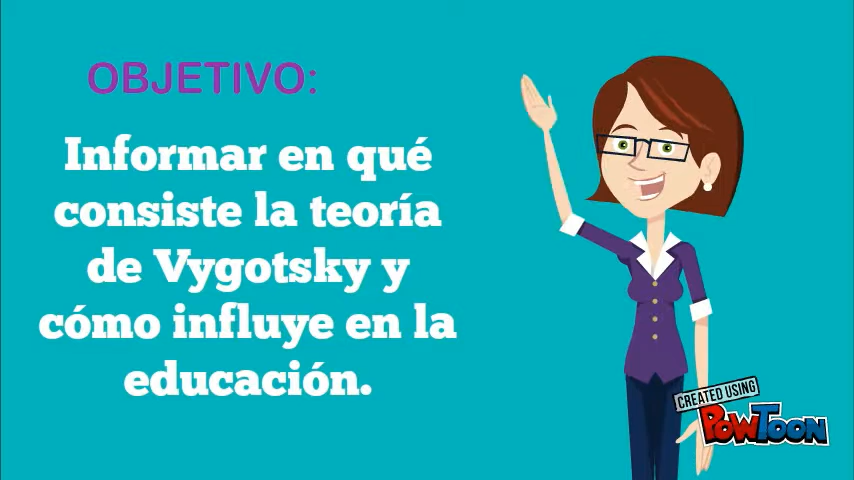 OBJETIVO:
Informar en qué
consiste la teoría
de Vygotsky y
cómo influye en la
educación.
CREATED USING
POWTOON